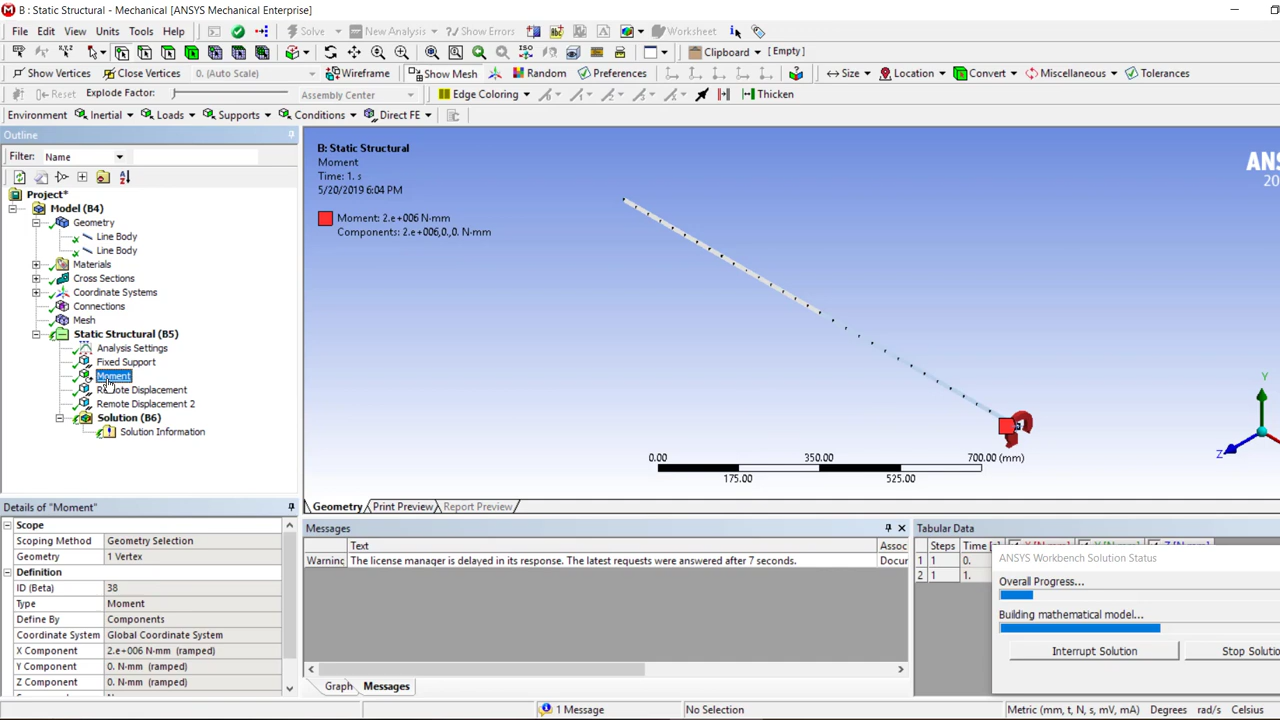 B : Static Structural - Mechanical [ANSYS Mechanical Enterprise]
File Edit View Units Tools Help Solve New Analysis Show Errors Worksheet
Clipboard [ Empty ]
Show Vertices Close Vertices 0. (Auto Scale) Wireframe Show Mesh Random Preferences Size Location Convert Miscellaneous Tolerances
Reset Explode Factor: Assembly Center Edge Coloring Thicken
Environment Inertial Loads Supports Conditions Direct FE
Outline
Filter: Name
Project*
Model (B4)
Geometry
Line Body
Line Body
Materials
Cross Sections
Coordinate Systems
Connections
Mesh
Static Structural (B5)
Analysis Settings
Fixed Support
Moment
Remote Displacement
Remote Displacement 2
Solution (B6)
Solution Information
B: Static Structural
Moment
Time: 1. s
5/20/2019 6:04 PM
Moment: 2.e+006 N·mm
Components: 2.e+006,0.,0. N·mm
ANS
20
0.00 350.00 700.00 (mm)
175.00 525.00
Y
Z
Geometry Print Preview Report Preview
Details of "Moment"
Scope
Scoping Method Geometry Selection
Geometry 1 Vertex
Definition
ID (Beta) 38
Type Moment
Define By Components
Coordinate System Global Coordinate System
X Component 2.e+006 N·mm (ramped)
Y Component 0. N·mm (ramped)
Z Component 0. N·mm (ramped)
Messages
Text Assoc
Warninc The license manager is delayed in its response. The latest requests were answered after 7 seconds. Docur
Graph Messages
Tabular Data
Steps Time [
1 1 0.
2 1 1.
ANSYS Workbench Solution Status
Overall Progress...
Building mathematical model...
Interrupt Solution Stop Solutio
1 Message No Selection Metric (mm, t, N, s, mV, mA) Degrees rad/s Celsius